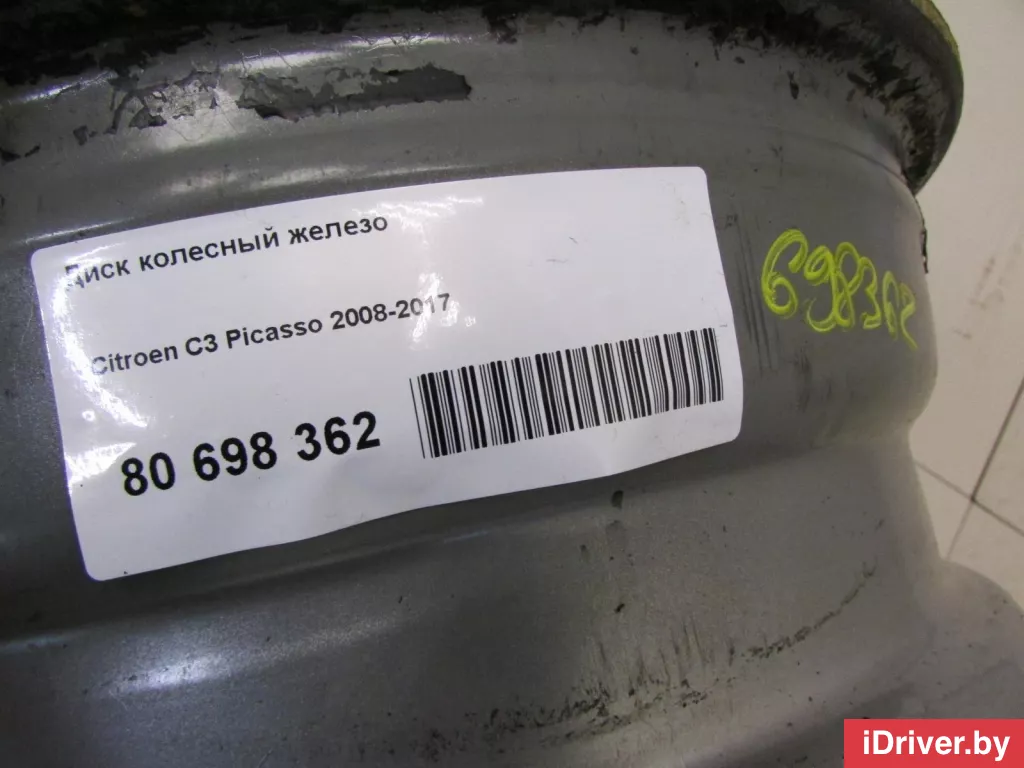 Диск колесный железо
Citroen C3 Picasso 2008-2017
80 698 362
698362
iDriver.by